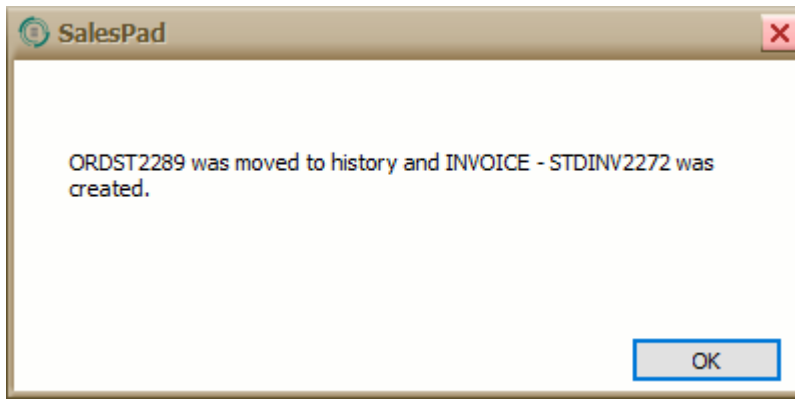 SalesPad
ORDST2289 was moved to history and INVOICE - STDINV2272 was
created.
OK